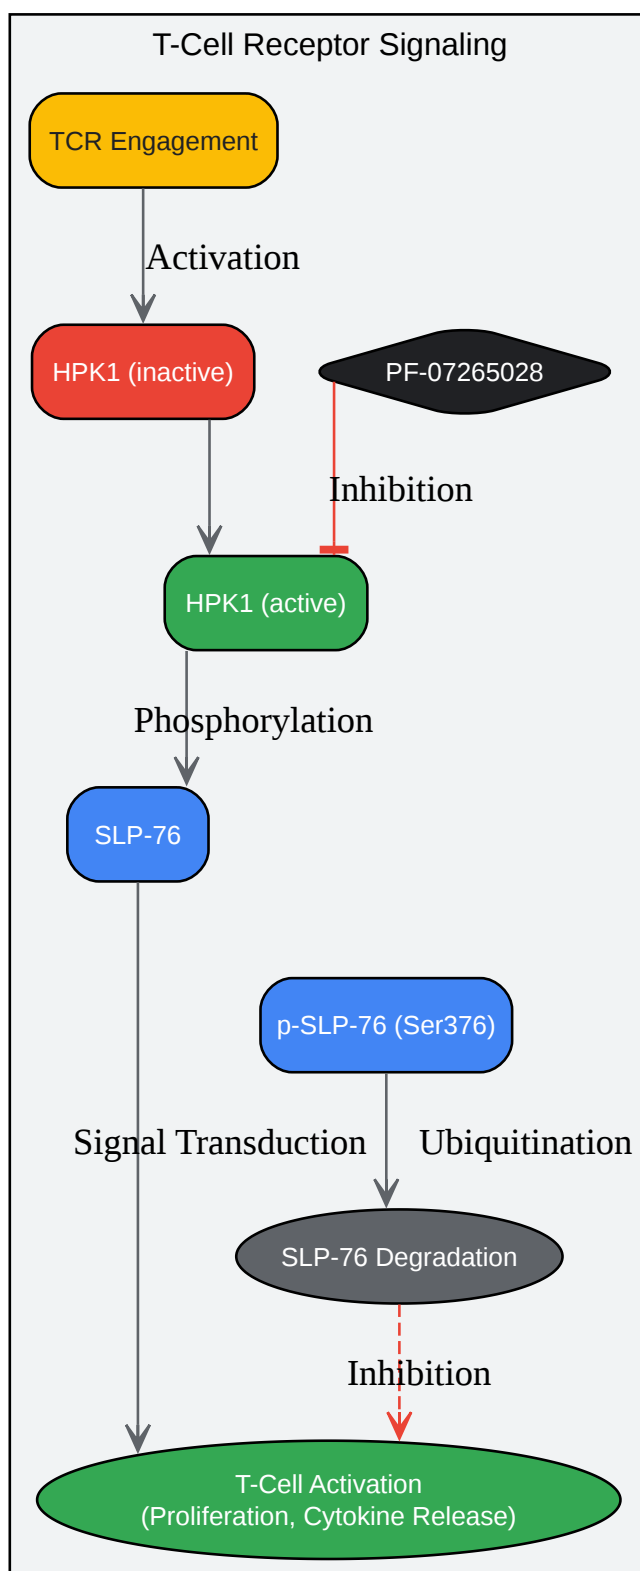 T-Cell Receptor Signaling
TCR Engagement
Activation
HPK1 (inactive)
PF-07265028
Inhibition
HPK1 (active)
Phosphorylation
SLP-76
p-SLP-76 (Ser376)
Signal Transduction
Ubiquitination
SLP-76 Degradation
Inhibition
T-Cell Activation
(Proliferation, Cytokine Release)